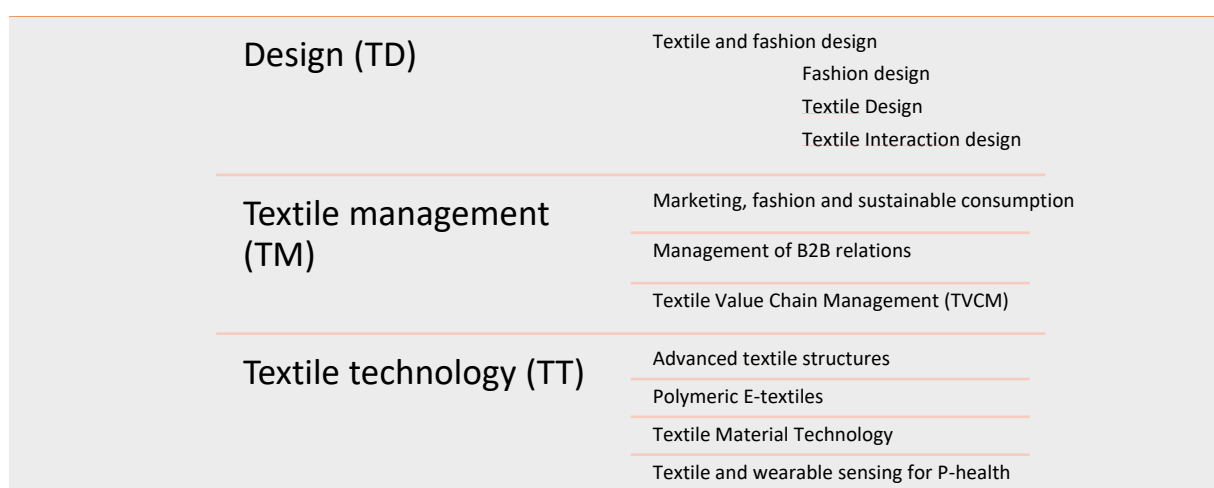 Design (TD)
Textile and fashion design
Fashion design
Textile Design
Textile Interaction design
Textile management
(TM)
Marketing, fashion and sustainable consumption
Management of B2B relations
Textile Value Chain Management (TVCM)
Textile technology (TT)
Advanced textile structures
Polymeric E-textiles
Textile Material Technology
Textile and wearable sensing for P-health